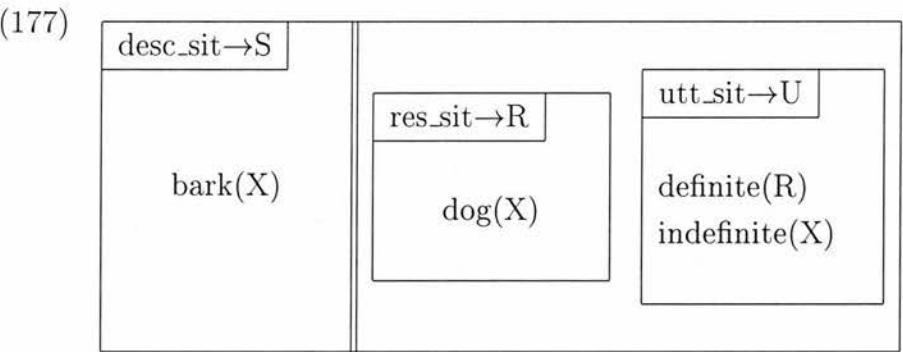 (177)
desc_sit→S
bark(X)
res_sit→R
dog(X)
utt_sit→U
definite(R)
indefinite(X)